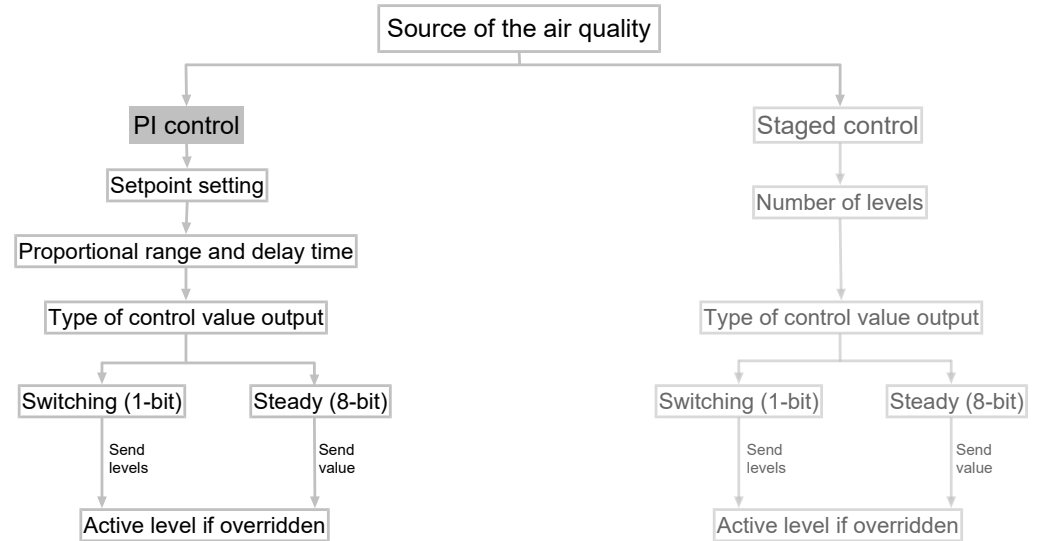 Source of the air quality
PI control
Staged control
Setpoint setting
Number of levels
Proportional range and delay time
Type of control value output
Type of control value output
Switching (1-bit)
Steady (8-bit)
Switching (1-bit)
Steady (8-bit)
Send
levels
Send
value
Send
levels
Send
value
Active level if overridden
Active level if overridden